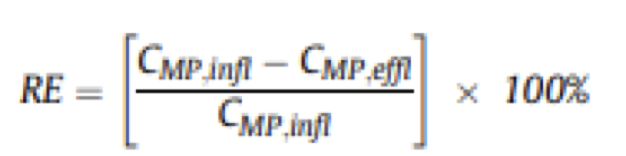 RE = [ (C_MP,infl − C_MP,effl) / C_MP,infl ] × 100%